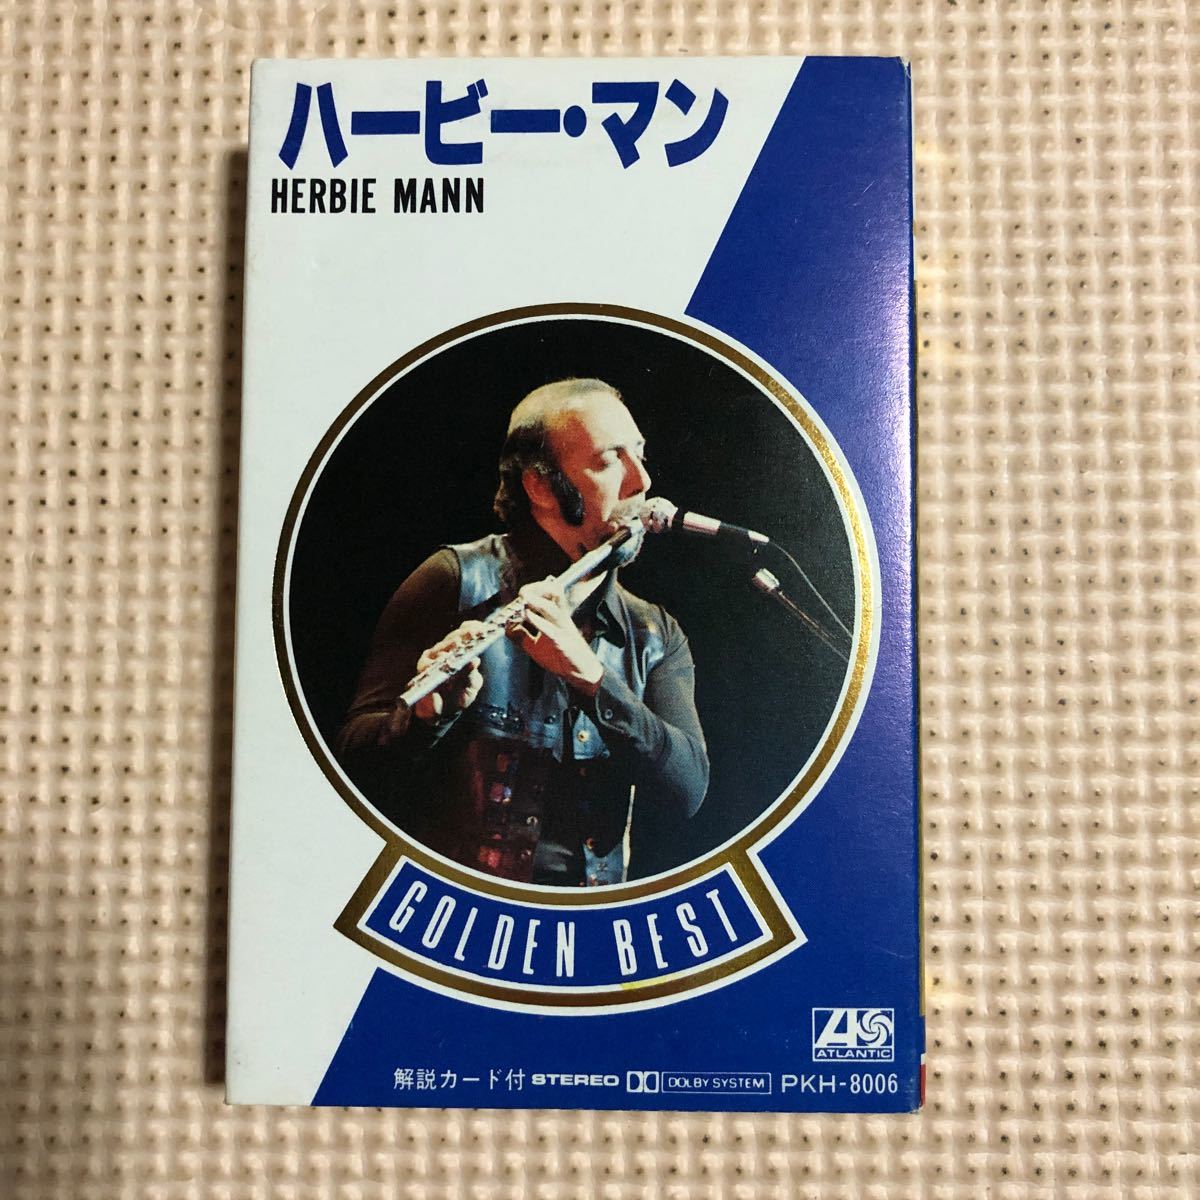 ハービー・マン
HERBIE MANN
GOLDEN BEST
ATLANTIC
解説カード付 STEREO DOLBY SYSTEM PKH-8006